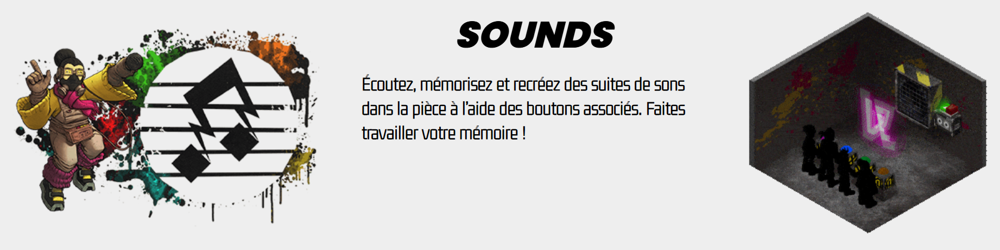 SOUNDS
Écoutez, mémorisez et recréez des suites de sons
dans la pièce à l'aide des boutons associés. Faites
travailler votre mémoire !